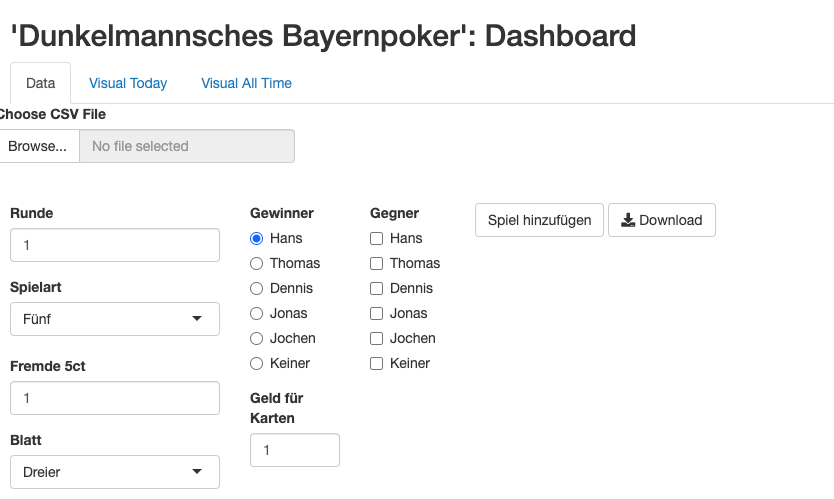 'Dunkelmannsches Bayernpoker': Dashboard
Data Visual Today Visual All Time
Choose CSV File
Browse... No file selected
Runde
1
Spielart
Fünf
Fremde 5ct
1
Blatt
Dreier
Gewinner
Hans
Thomas
Dennis
Jonas
Jochen
Keiner
Geld für
Karten
1
Gegner
Hans
Thomas
Dennis
Jonas
Jochen
Keiner
Spiel hinzufügen Download